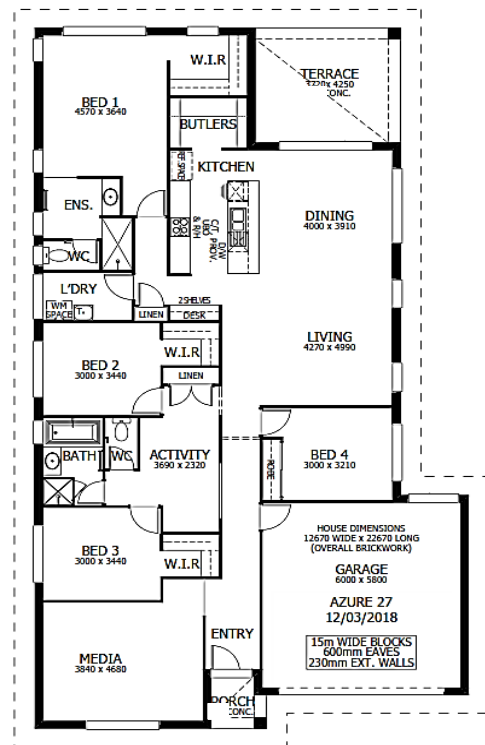 W.I.R
TERRACE
4250
CONC.
BED 1
4570 x 3640
BUTLERS
KITCHEN
REF SPACE
ENS.
DINING
4000 x 3910
WC
L'DRY
WM
SPACE
LINEN
2 SHELVES
DESK
LIVING
4270 x 4990
BED 2
3000 x 3440
W.I.R
LINEN
BATH
WC
ACTIVITY
3690 x 2320
BED 4
3000 x 3210
ROBE
BED 3
3000 x 3440
W.I.R
HOUSE DIMENSIONS
12670 WIDE x 22670 LONG
(OVERALL BRICKWORK)
GARAGE
6000 x 5800
AZURE 27
12/03/2018
15m WIDE BLOCKS
600mm EAVES
230mm EXT. WALLS
ENTRY
MEDIA
3840 x 4680
PORCH
CONC.